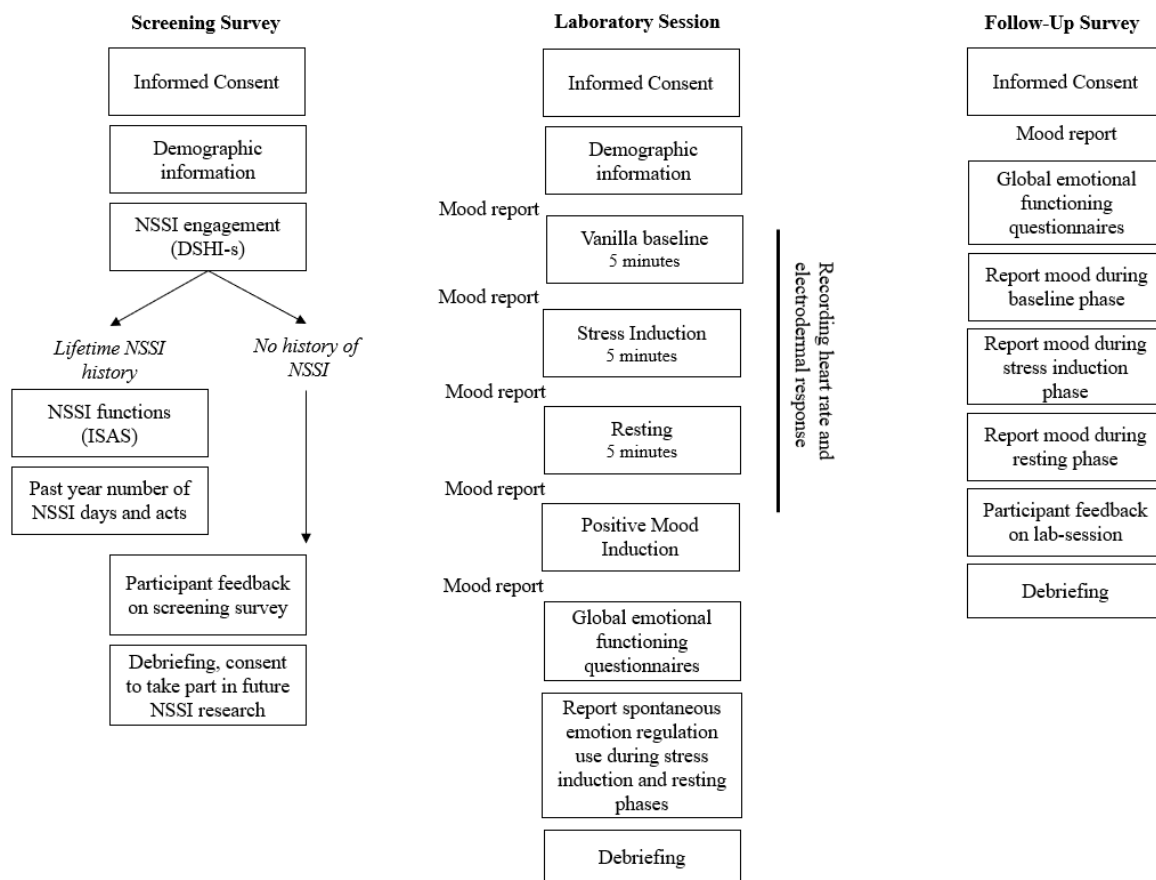 Screening Survey
Informed Consent
Demographic
information
NSSI engagement
(DSHI-s)
Lifetime NSSI
history
No history of
NSSI
NSSI functions
(ISAS)
Past year number of
NSSI days and acts
Participant feedback
on screening survey
Debriefing, consent
to take part in future
NSSI research
Laboratory Session
Informed Consent
Demographic
information
Mood report
Vanilla baseline
5 minutes
Mood report
Stress Induction
5 minutes
Mood report
Resting
5 minutes
Mood report
Positive Mood
Induction
Mood report
Global emotional
functioning
questionnaires
Report spontaneous
emotion regulation
use during stress
induction and resting
phases
Debriefing
Recording heart rate and
electrodermal response
Follow-Up Survey
Informed Consent
Mood report
Global emotional
functioning
questionnaires
Report mood during
baseline phase
Report mood during
stress induction
phase
Report mood during
resting phase
Participant feedback
on lab-session
Debriefing